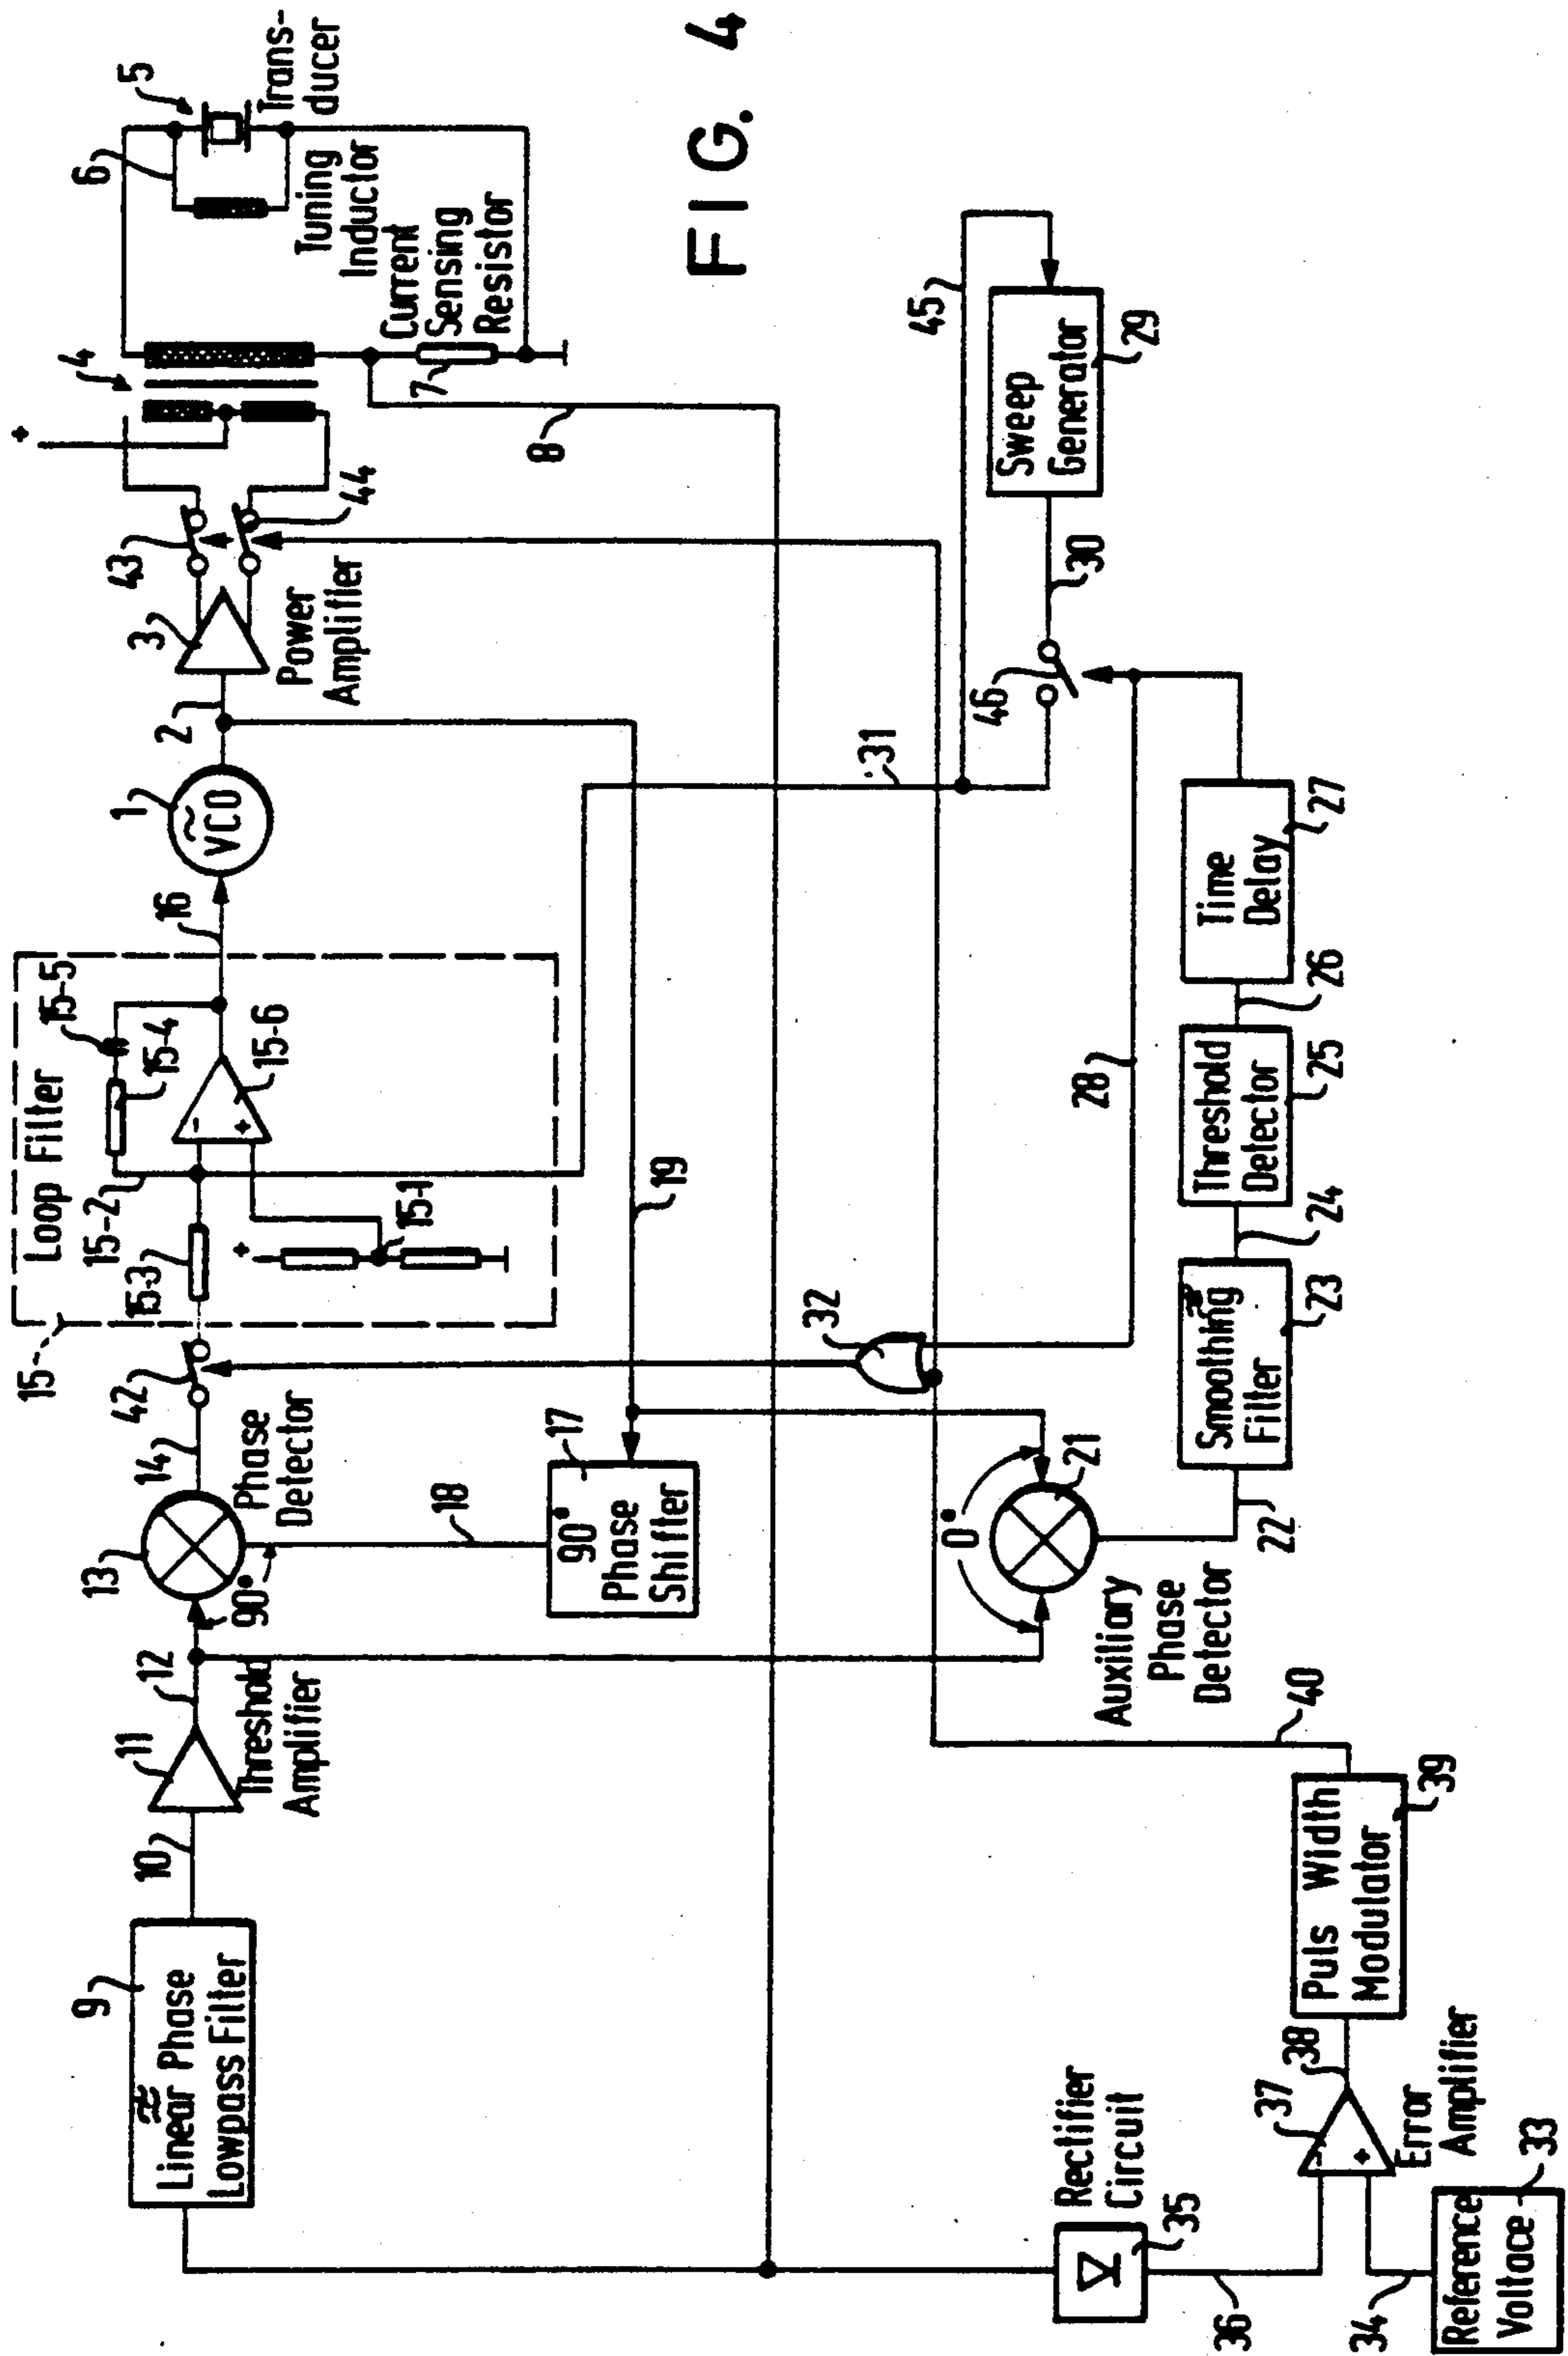 FIG. 4
9
Linear Phase
Lowpass Filter
10
11
Threshold
Amplifier
12
13
90°
Phase
Detector
14
42
15
Loop Filter
15-3
15-2
15-5
15-4
15-6
15-1
+
-
+
16
1
VCO
2
3
Power
Amplifier
43
44
+
4
6
5
Trans-
ducer
Tuning
Inductor
Current
Sensing
Resistor
7
8
18
17
90°
Phase
Shifter
19
0°
21
Auxiliary
Phase
Detector
32
31
45
22
Smoothing
Filter
23
24
Threshold
Detector
25
26
Time
Delay
27
28
46
30
Sweep
Generator
29
Rectifier
Circuit
35
36
34
Reference
Voltace
33
37
-
+
Error
Amplifier
38
Puls Width
Modulator
39
40